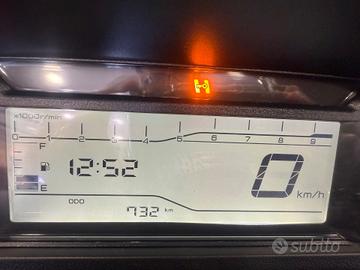 H
x1000r/min
0 1 2 3 4 5 6 7 8 9
F
12:52
0 km/h
E
ODO
732 km
subito